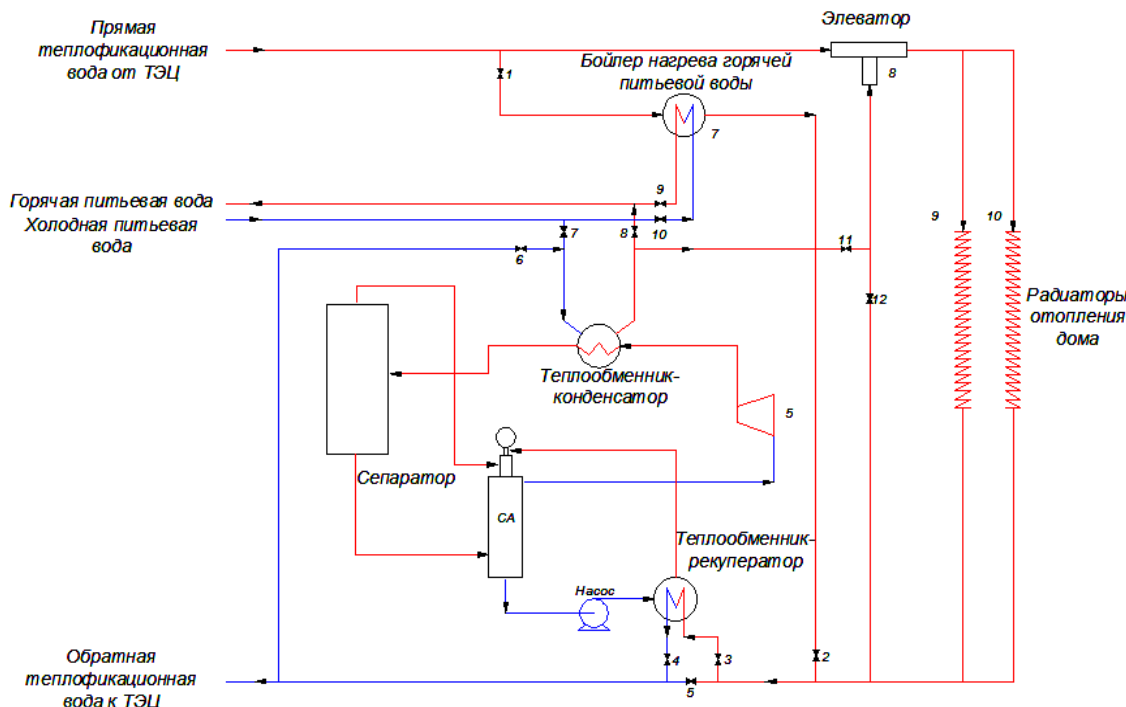 Элеватор
Прямая
теплофикационная
вода от ТЭЦ
1
Бойлер нагрева горячей
питьевой воды
8
7
Горячая питьевая вода
Холодная питьевая
вода
9
10
7
8
6
11
12
9
10
Радиаторы
отопления
дома
Теплообменник-
конденсатор
5
Сепаратор
СА
Теплообменник-
рекуператор
Насос
4
3
2
5
Обратная
теплофикационная
вода к ТЭЦ